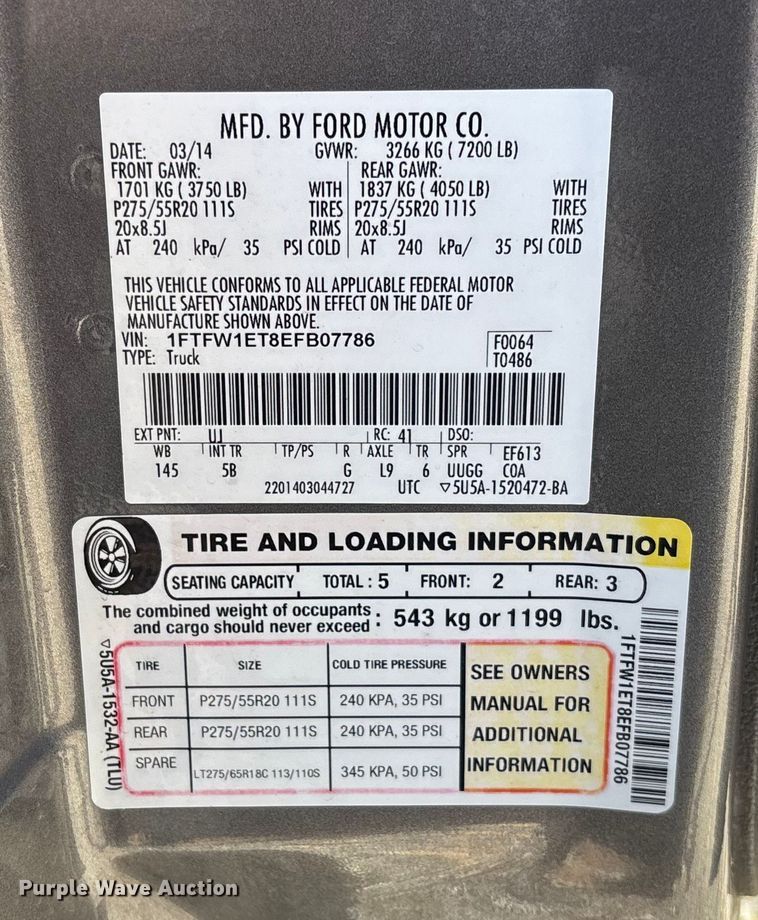 MFD. BY FORD MOTOR CO.
DATE: 03/14 GVWR: 3266 KG ( 7200 LB)
FRONT GAWR: REAR GAWR:
1701 KG ( 3750 LB) WITH 1837 KG ( 4050 LB) WITH
P275/55R20 111S TIRES P275/55R20 111S TIRES
20x8.5J RIMS 20x8.5J RIMS
AT 240 kPa/ 35 PSI COLD AT 240 kPa/ 35 PSI COLD
THIS VEHICLE CONFORMS TO ALL APPLICABLE FEDERAL MOTOR
VEHICLE SAFETY STANDARDS IN EFFECT ON THE DATE OF
MANUFACTURE SHOWN ABOVE.
VIN: 1FTFW1ET8EFB07786 F0064
TYPE: Truck T0486
EXT PNT: UJ RC: 41 DSO:
WB INT TR TP/PS R AXLE TR SPR EF613
145 5B G L9 6 UUGG COA
2201403044727 UTC ▽5U5A-1520472-BA
TIRE AND LOADING INFORMATION
SEATING CAPACITY TOTAL : 5 FRONT: 2 REAR: 3
The combined weight of occupants
and cargo should never exceed : 543 kg or 1199 lbs.
TIRE SIZE COLD TIRE PRESSURE
FRONT P275/55R20 111S 240 KPA, 35 PSI
REAR P275/55R20 111S 240 KPA, 35 PSI
SPARE LT275/65R18C 113/110S 345 KPA, 50 PSI
SEE OWNERS
MANUAL FOR
ADDITIONAL
INFORMATION
▽5U5A-1532-AA (TLU)
1FTFW1ET8EFB07786
Purple Wave Auction